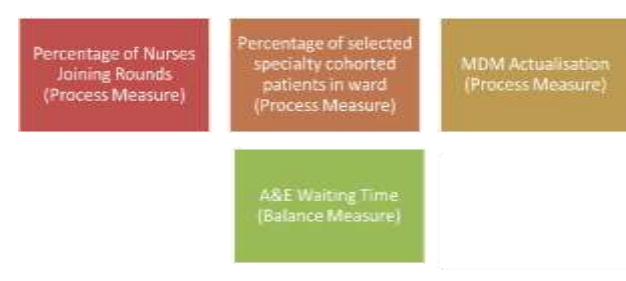 Percentage of Nurses
Joining Rounds
(Process Measure)
Percentage of selected
specialty cohorted
patients in ward
(Process Measure)
MDM Actualisation
(Process Measure)
A&E Waiting Time
(Balance Measure)